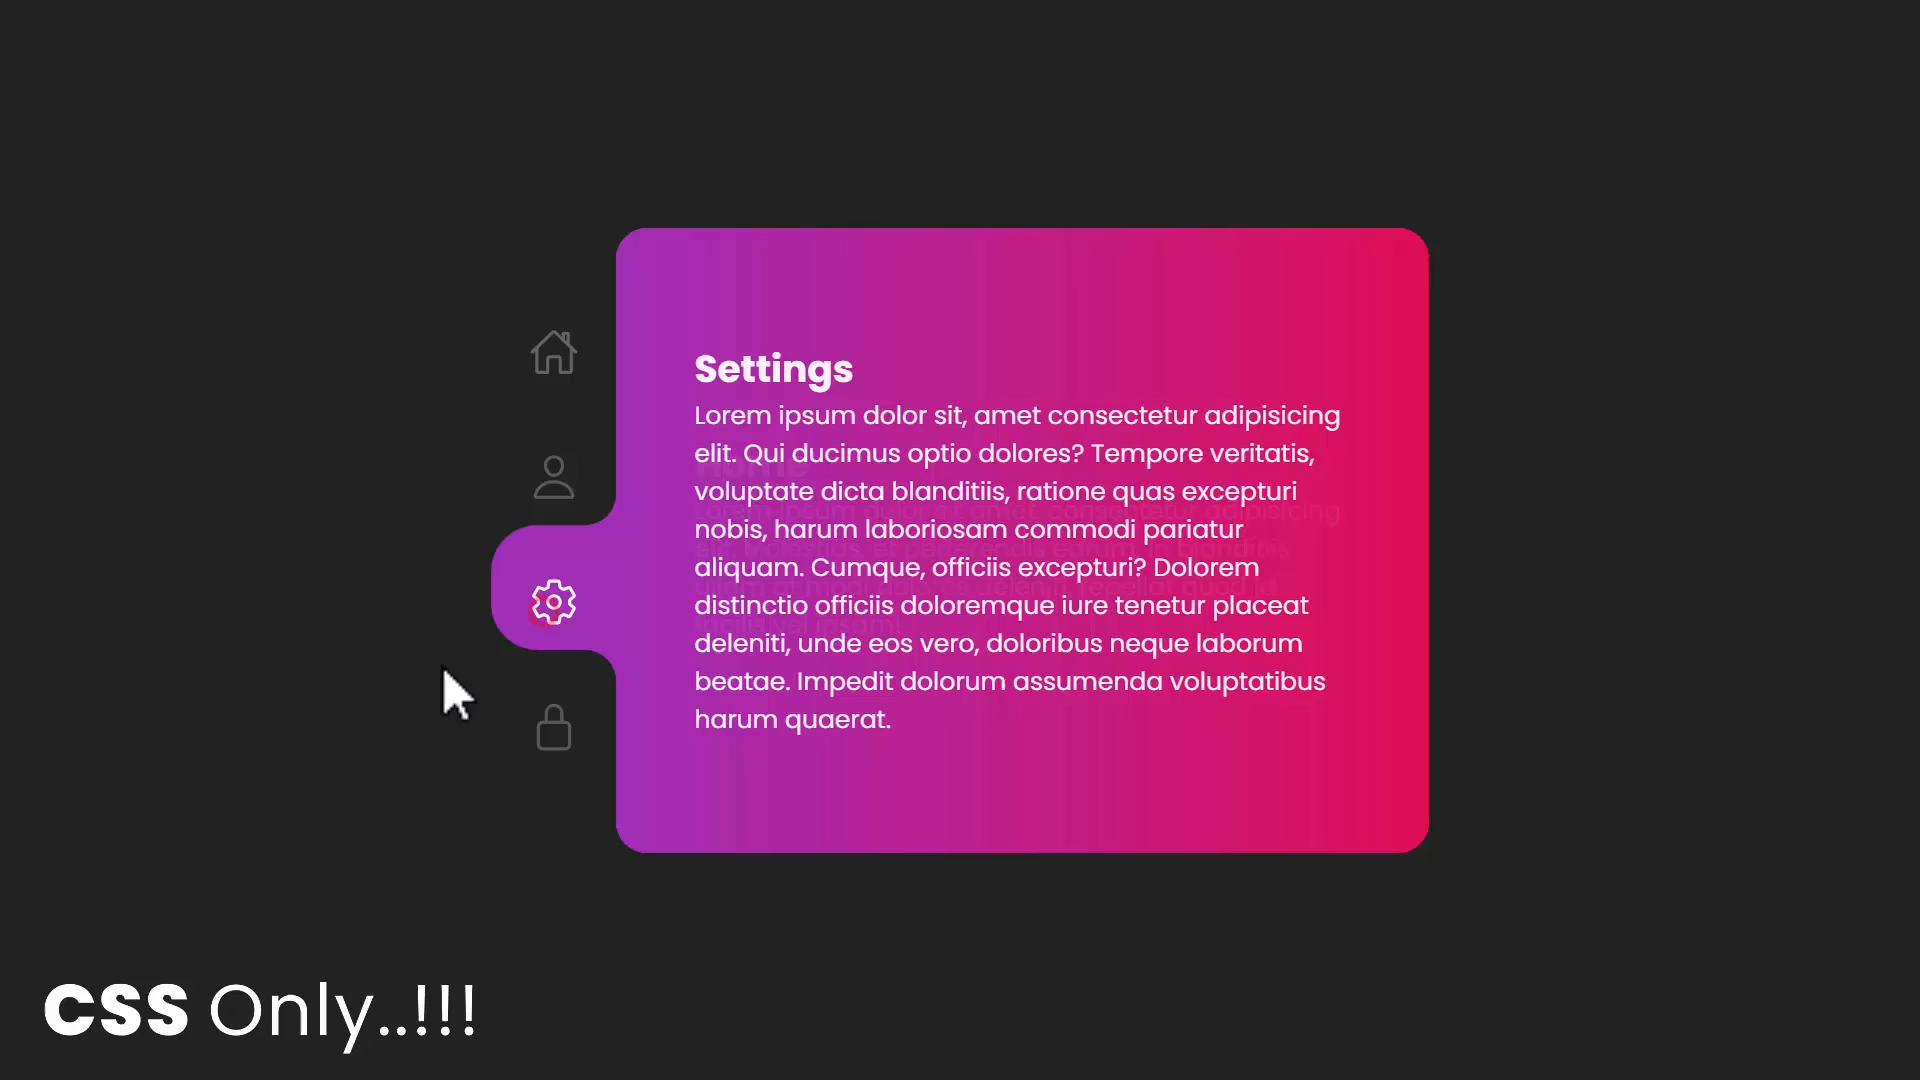 Settings
Lorem ipsum dolor sit, amet consectetur adipisicing
elit. Qui ducimus optio dolores? Tempore veritatis,
voluptate dicta blanditiis, ratione quas excepturi
nobis, harum laboriosam commodi pariatur
aliquam. Cumque, officiis excepturi? Dolorem
distinctio officiis doloremque iure tenetur placeat
deleniti, unde eos vero, doloribus neque laborum
beatae. Impedit dolorum assumenda voluptatibus
harum quaerat.
CSS Only..!!!